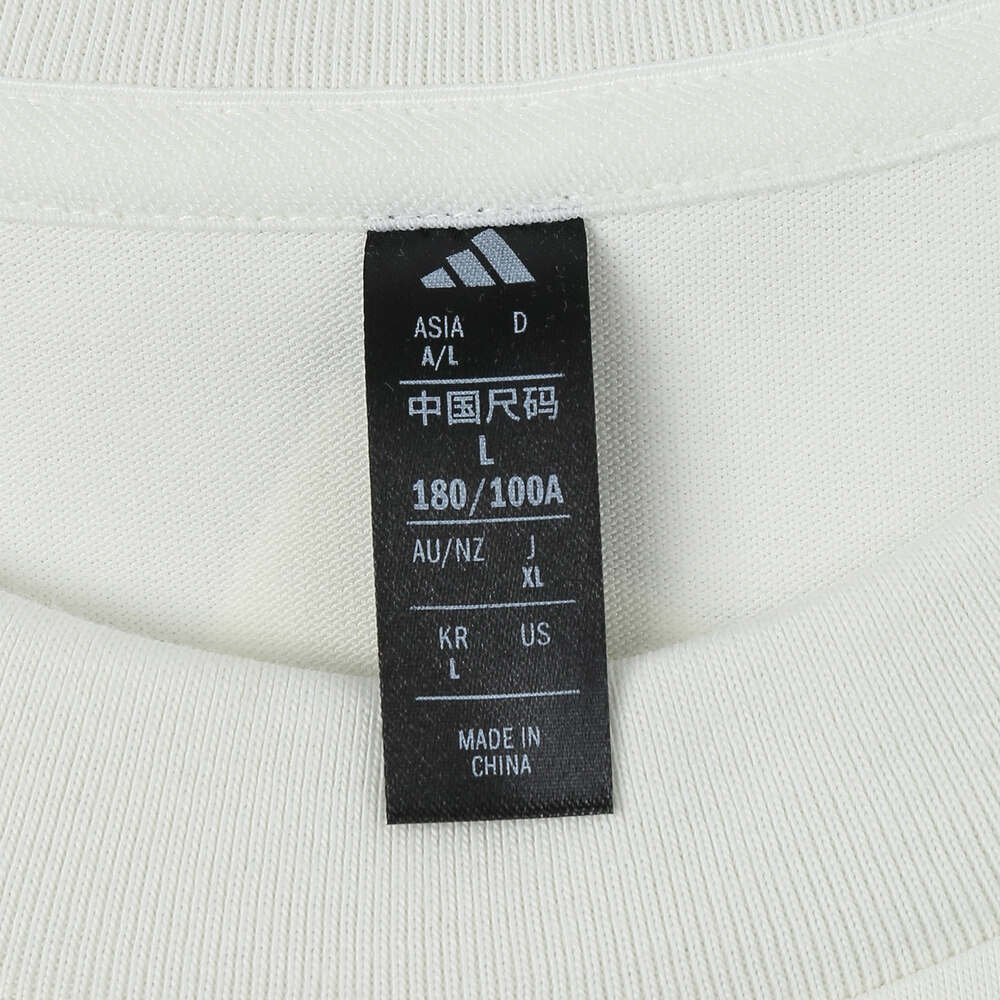 ASIA D
A/L
中国尺码
L
180/100A
AU/NZ J
XL
KR US
L
MADE IN
CHINA